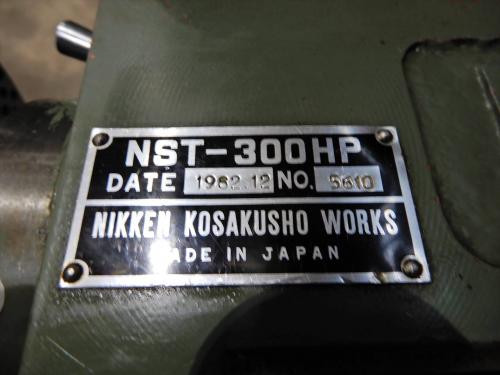 NST-300HP
DATE 1982.12 NO. 5610
NIKKEN KOSAKUSHO WORKS
MADE IN JAPAN